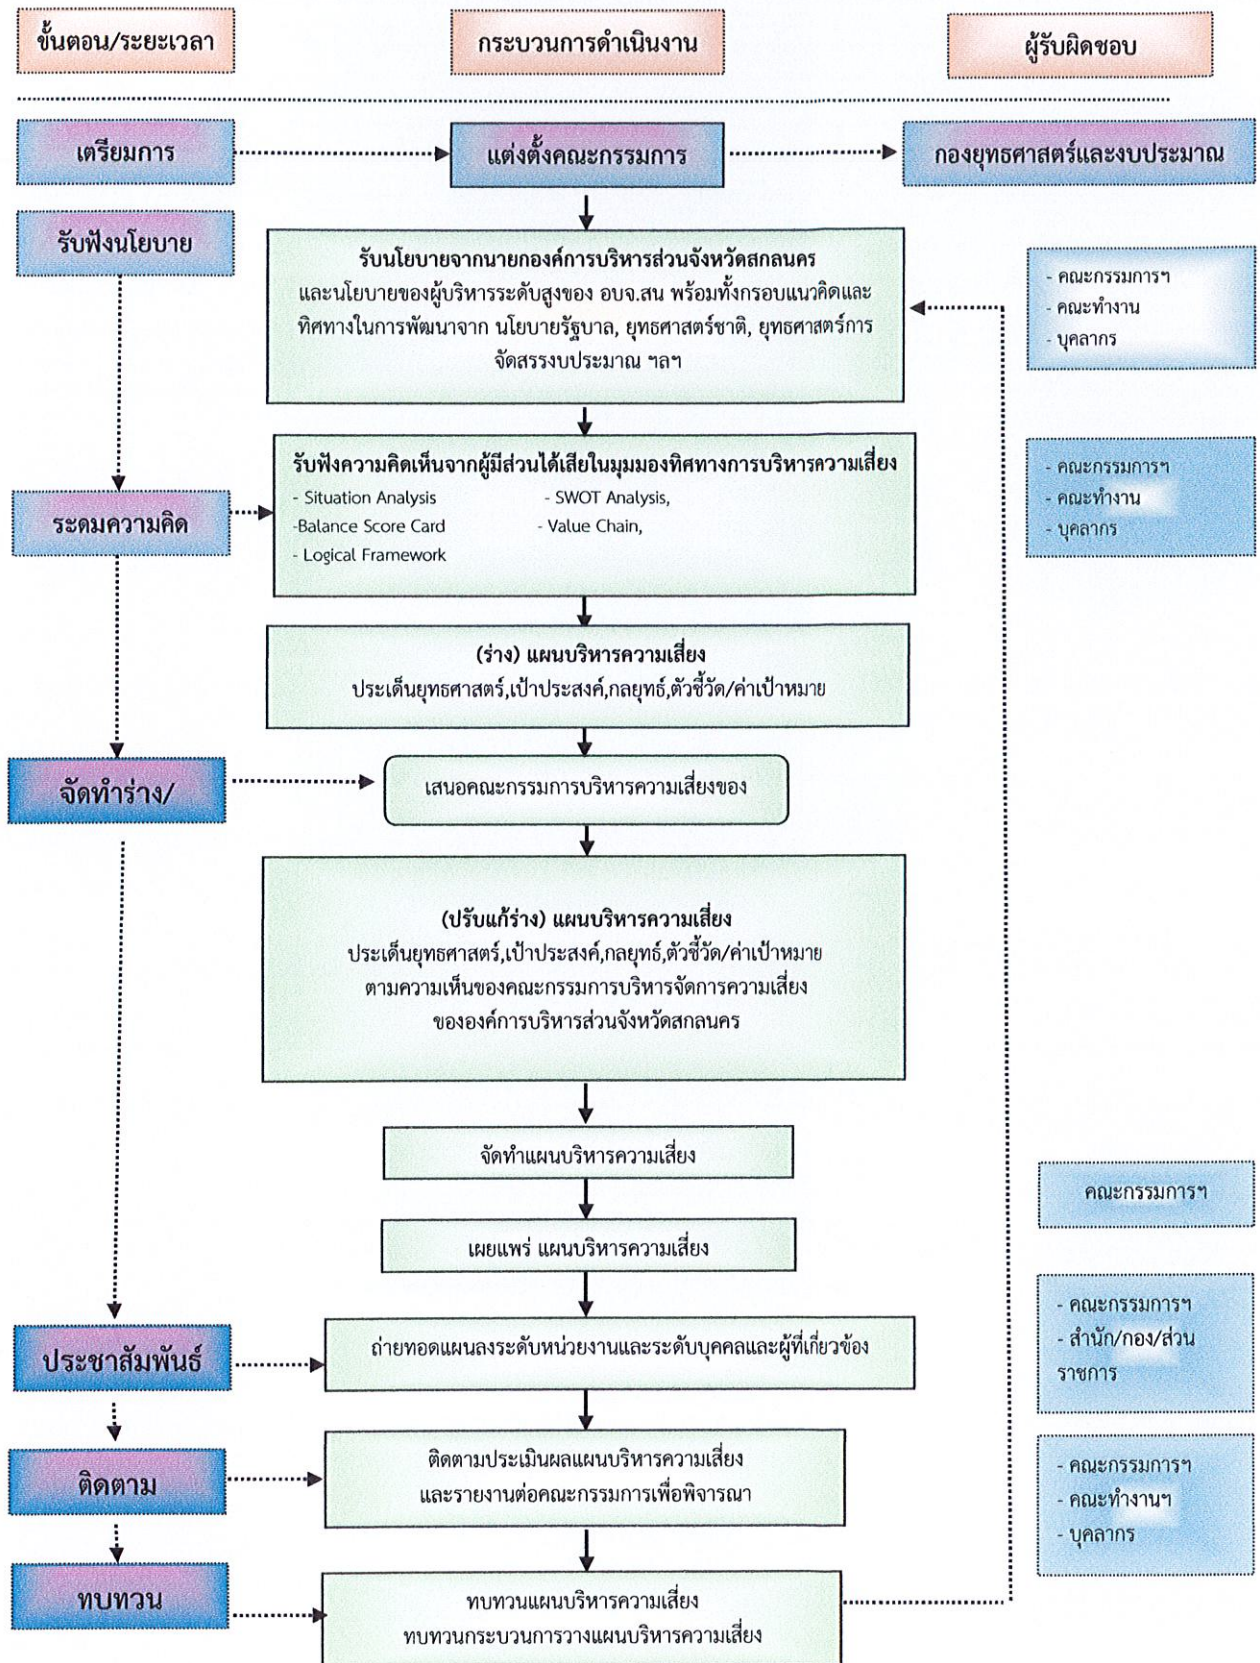 ขั้นตอน/ระยะเวลา
กระบวนการดำเนินงาน
ผู้รับผิดชอบ
เตรียมการ
แต่งตั้งคณะกรรมการ
กองยุทธศาสตร์และงบประมาณ
รับฟังนโยบาย
รับนโยบายจากนายกองค์การบริหารส่วนจังหวัดสกลนคร
และนโยบายของผู้บริหารระดับสูงของ อบจ.สน พร้อมทั้งกรอบแนวคิดและ
ทิศทางในการพัฒนาจาก นโยบายรัฐบาล, ยุทธศาสตร์ชาติ, ยุทธศาสตร์การ
จัดสรรงบประมาณ ฯลฯ
- คณะกรรมการฯ
- คณะทำงาน
- บุคลากร
ระดมความคิด
รับฟังความคิดเห็นจากผู้มีส่วนได้เสียในมุมมองทิศทางการบริหารความเสี่ยง
- Situation Analysis - SWOT Analysis,
-Balance Score Card - Value Chain,
- Logical Framework
- คณะกรรมการฯ
- คณะทำงาน
- บุคลากร
(ร่าง) แผนบริหารความเสี่ยง
ประเด็นยุทธศาสตร์,เป้าประสงค์,กลยุทธ์,ตัวชี้วัด/ค่าเป้าหมาย
จัดทำร่าง/
เสนอคณะกรรมการบริหารความเสี่ยงของ
(ปรับแก้ร่าง) แผนบริหารความเสี่ยง
ประเด็นยุทธศาสตร์,เป้าประสงค์,กลยุทธ์,ตัวชี้วัด/ค่าเป้าหมาย
ตามความเห็นของคณะกรรมการบริหารจัดการความเสี่ยง
ขององค์การบริหารส่วนจังหวัดสกลนคร
จัดทำแผนบริหารความเสี่ยง
คณะกรรมการฯ
เผยแพร่ แผนบริหารความเสี่ยง
ประชาสัมพันธ์
ถ่ายทอดแผนลงระดับหน่วยงานและระดับบุคคลและผู้ที่เกี่ยวข้อง
- คณะกรรมการฯ
- สำนัก/กอง/ส่วน
ราชการ
ติดตาม
ติดตามประเมินผลแผนบริหารความเสี่ยง
และรายงานต่อคณะกรรมการเพื่อพิจารณา
- คณะกรรมการฯ
- คณะทำงานฯ
- บุคลากร
ทบทวน
ทบทวนแผนบริหารความเสี่ยง
ทบทวนกระบวนการวางแผนบริหารความเสี่ยง